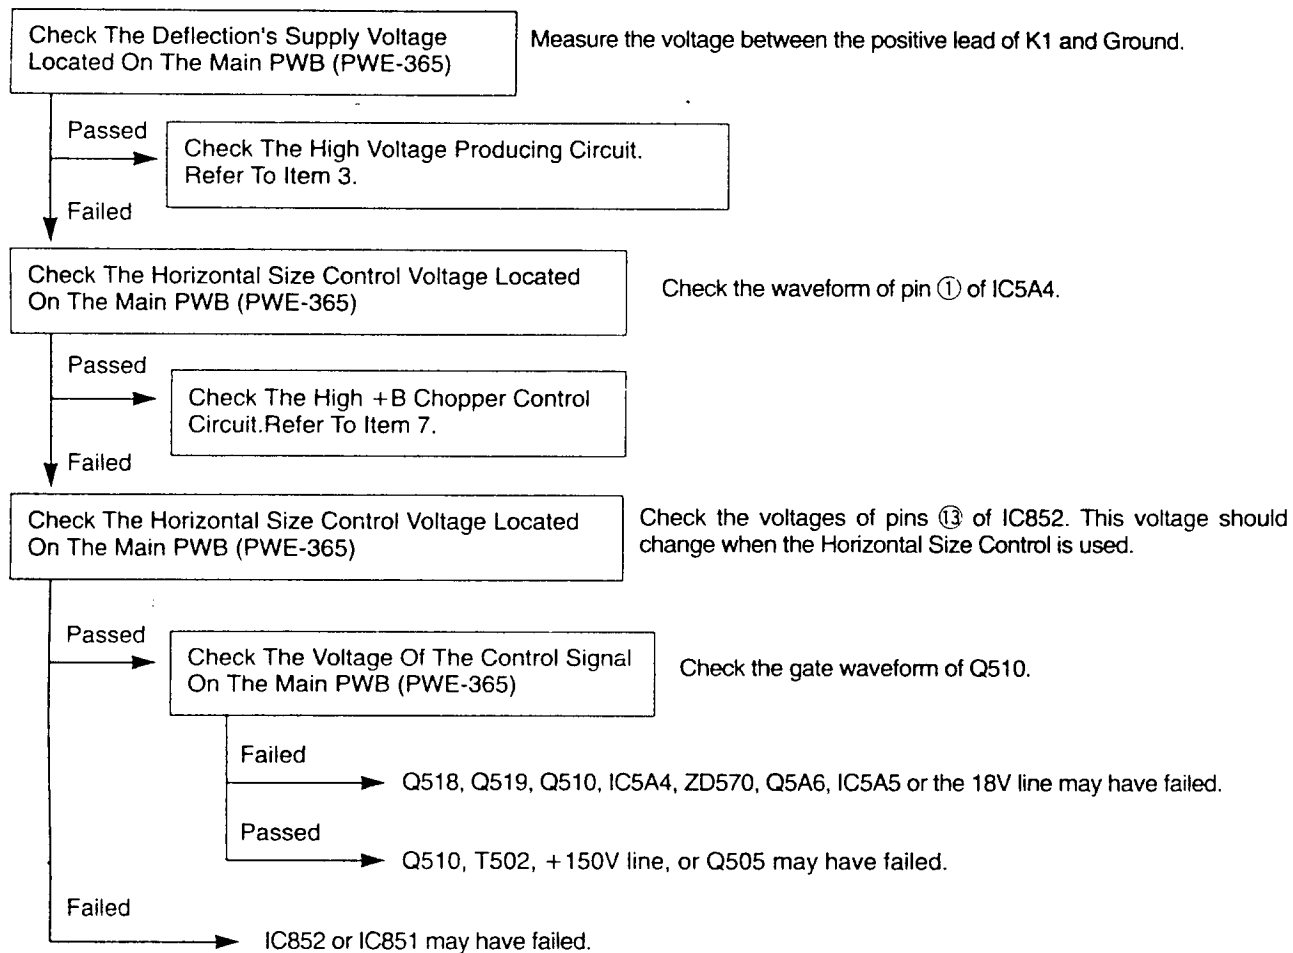 Check The Deflection's Supply Voltage
Located On The Main PWB (PWE-365)
Measure the voltage between the positive lead of K1 and Ground.
Passed
Check The High Voltage Producing Circuit.
Refer To Item 3.
Failed
Check The Horizontal Size Control Voltage Located
On The Main PWB (PWE-365)
Check the waveform of pin ① of IC5A4.
Passed
Check The High +B Chopper Control
Circuit.Refer To Item 7.
Failed
Check The Horizontal Size Control Voltage Located
On The Main PWB (PWE-365)
Check the voltages of pins ⑬ of IC852. This voltage should
change when the Horizontal Size Control is used.
Passed
Check The Voltage Of The Control Signal
On The Main PWB (PWE-365)
Check the gate waveform of Q510.
Failed
Q518, Q519, Q510, IC5A4, ZD570, Q5A6, IC5A5 or the 18V line may have failed.
Passed
Q510, T502, +150V line, or Q505 may have failed.
Failed
IC852 or IC851 may have failed.